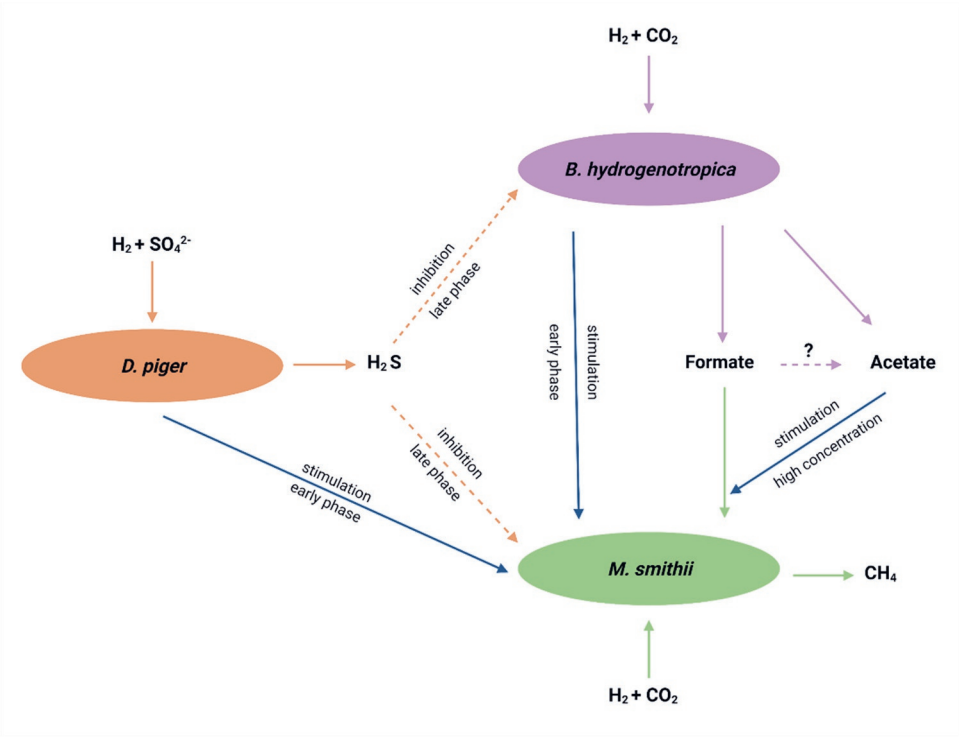 H₂ + CO₂
B. hydrogenotropica
H₂ + SO₄²⁻
inhibition
late phase
D. piger
H₂ S
early phase
stimulation
Formate
?
Acetate
stimulation
high concentration
inhibition
late phase
stimulation
early phase
M. smithii
CH₄
H₂ + CO₂